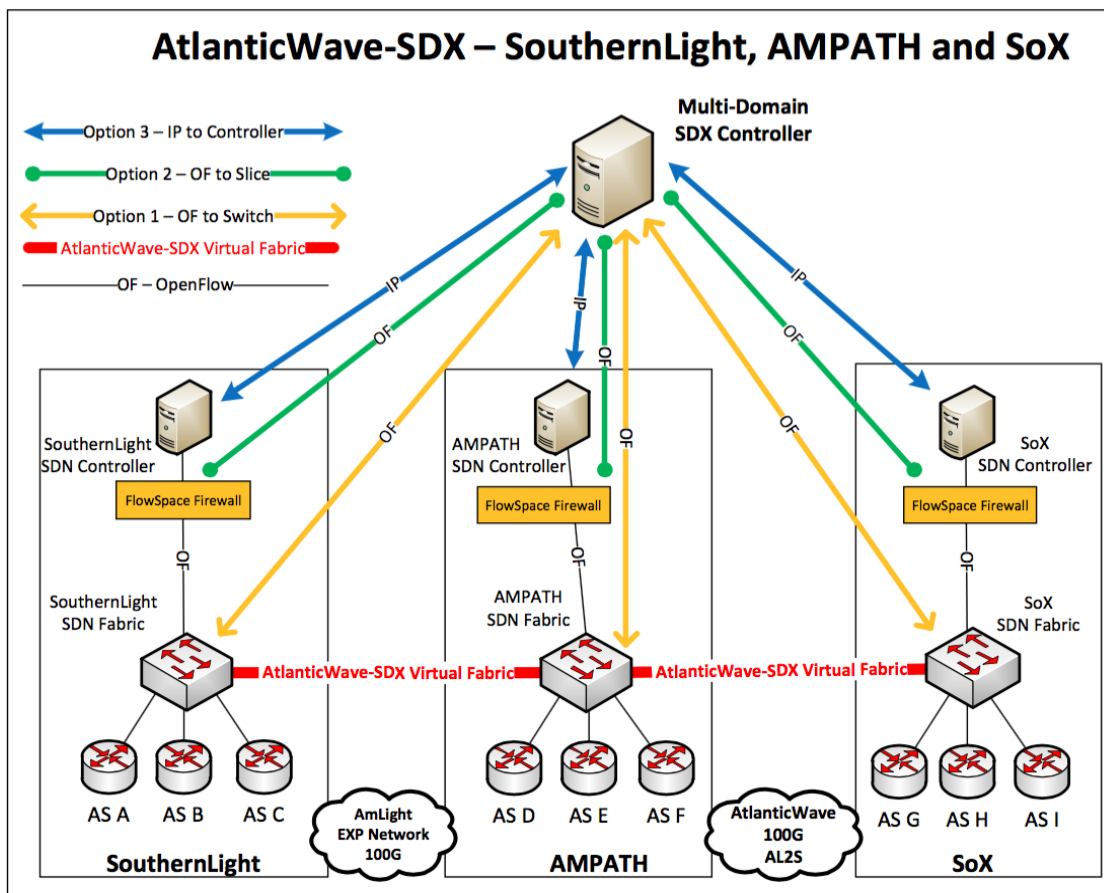 AtlanticWave-SDX – SouthernLight, AMPATH and SoX
Multi-Domain
SDX Controller
Option 3 – IP to Controller
Option 2 – OF to Slice
Option 1 – OF to Switch
AtlanticWave-SDX Virtual Fabric
OF – OpenFlow
IP
OF
OF
IP
OF
OF
IP
OF
OF
SouthernLight
SDN Controller
FlowSpace Firewall
OF
SouthernLight
SDN Fabric
AMPATH
SDN Controller
FlowSpace Firewall
OF
AMPATH
SDN Fabric
SoX
SDN Controller
FlowSpace Firewall
OF
SoX
SDN Fabric
AtlanticWave-SDX Virtual Fabric
AtlanticWave-SDX Virtual Fabric
AS A
AS B
AS C
AS D
AS E
AS F
AS G
AS H
AS I
AmLight
EXP Network
100G
AtlanticWave
100G
AL2S
SouthernLight
AMPATH
SoX